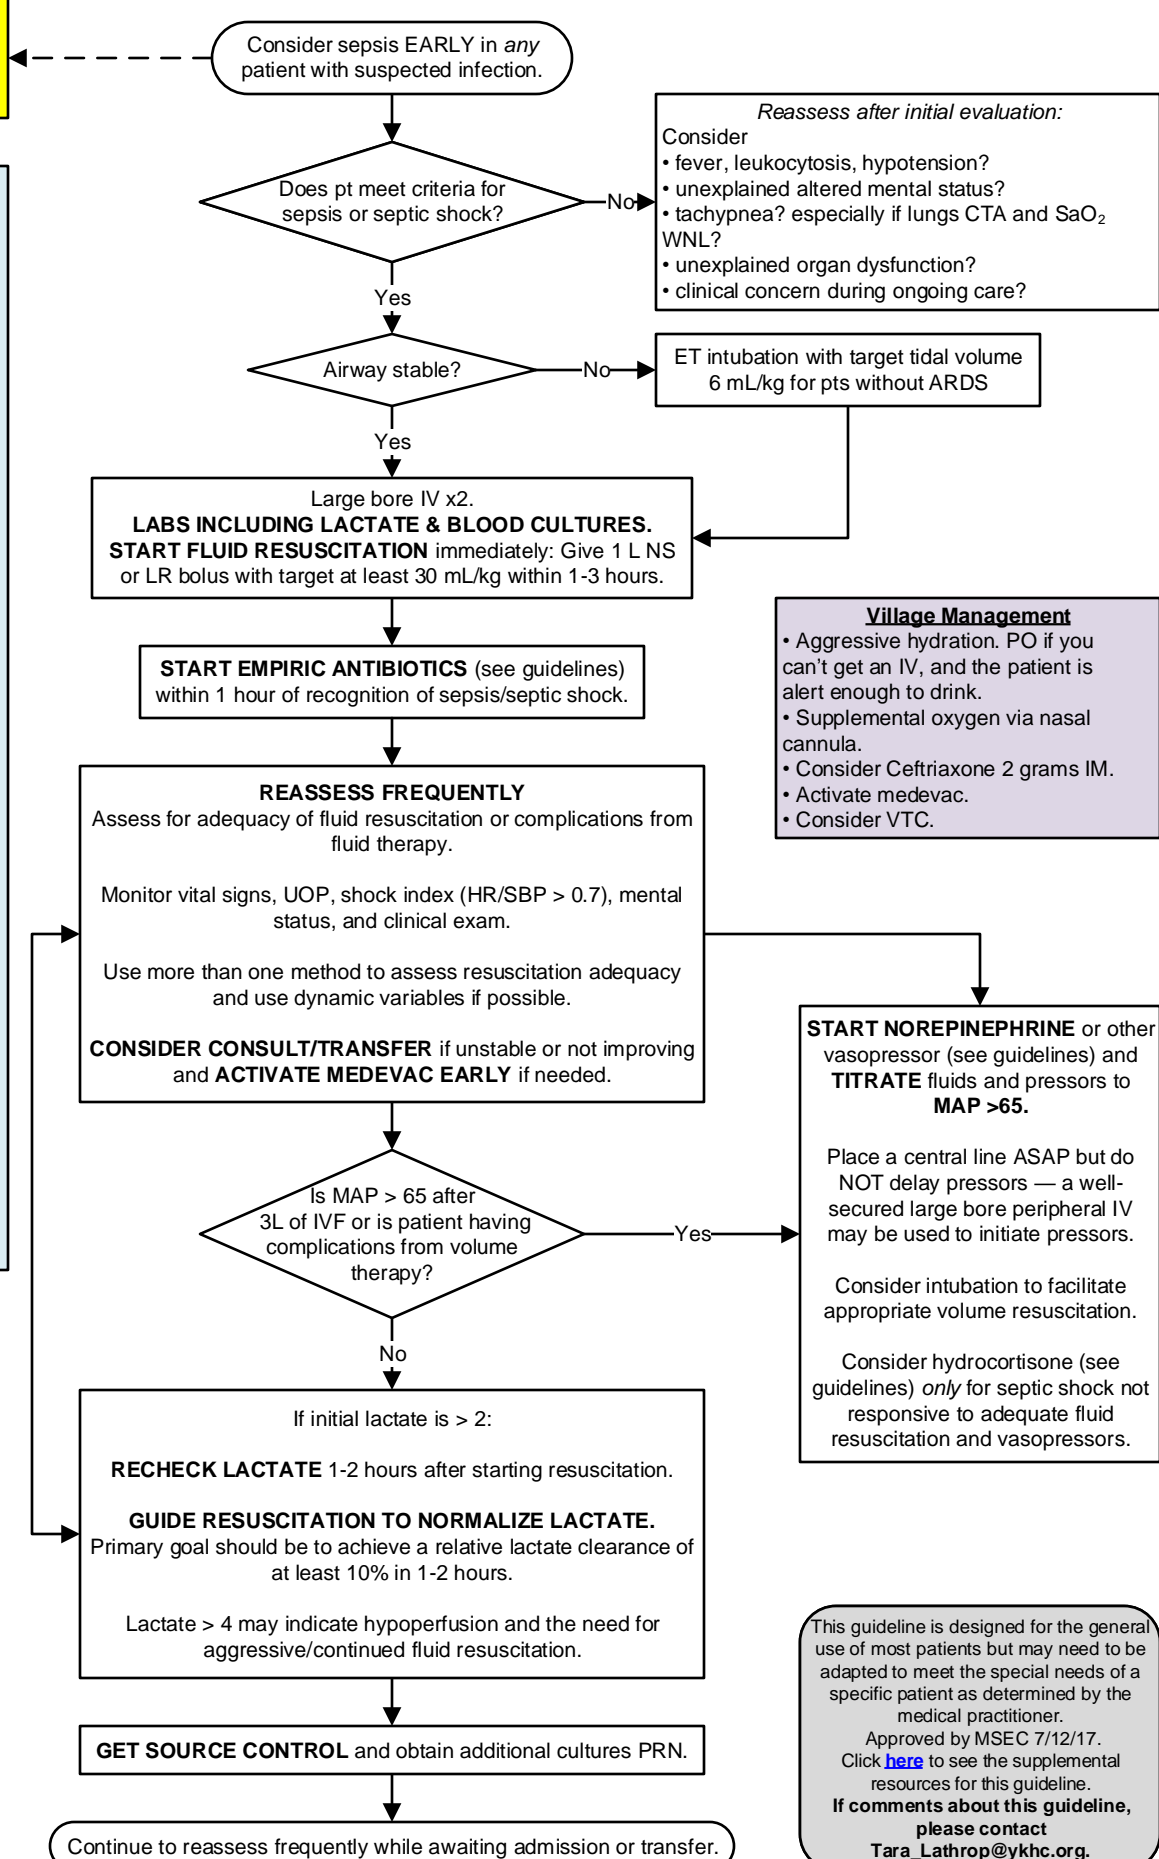 Consider sepsis EARLY in any
patient with suspected infection.
Does pt meet criteria for
sepsis or septic shock?
No
Reassess after initial evaluation:
Consider
• fever, leukocytosis, hypotension?
• unexplained altered mental status?
• tachypnea? especially if lungs CTA and SaO₂
WNL?
• unexplained organ dysfunction?
• clinical concern during ongoing care?
Yes
Airway stable?
No
ET intubation with target tidal volume
6 mL/kg for pts without ARDS
Yes
Large bore IV x2.
LABS INCLUDING LACTATE & BLOOD CULTURES.
START FLUID RESUSCITATION immediately: Give 1 L NS
or LR bolus with target at least 30 mL/kg within 1-3 hours.
START EMPIRIC ANTIBIOTICS (see guidelines)
within 1 hour of recognition of sepsis/septic shock.
Village Management
• Aggressive hydration. PO if you
can’t get an IV, and the patient is
alert enough to drink.
• Supplemental oxygen via nasal
cannula.
• Consider Ceftriaxone 2 grams IM.
• Activate medevac.
• Consider VTC.
REASSESS FREQUENTLY
Assess for adequacy of fluid resuscitation or complications from
fluid therapy.
Monitor vital signs, UOP, shock index (HR/SBP > 0.7), mental
status, and clinical exam.
Use more than one method to assess resuscitation adequacy
and use dynamic variables if possible.
CONSIDER CONSULT/TRANSFER if unstable or not improving
and ACTIVATE MEDEVAC EARLY if needed.
START NOREPINEPHRINE or other
vasopressor (see guidelines) and
TITRATE fluids and pressors to
MAP >65.
Place a central line ASAP but do
NOT delay pressors — a well-
secured large bore peripheral IV
may be used to initiate pressors.
Consider intubation to facilitate
appropriate volume resuscitation.
Consider hydrocortisone (see
guidelines) only for septic shock not
responsive to adequate fluid
resuscitation and vasopressors.
Is MAP > 65 after
3L of IVF or is patient having
complications from volume
therapy?
Yes
No
If initial lactate is > 2:
RECHECK LACTATE 1-2 hours after starting resuscitation.
GUIDE RESUSCITATION TO NORMALIZE LACTATE.
Primary goal should be to achieve a relative lactate clearance of
at least 10% in 1-2 hours.
Lactate > 4 may indicate hypoperfusion and the need for
aggressive/continued fluid resuscitation.
GET SOURCE CONTROL and obtain additional cultures PRN.
Continue to reassess frequently while awaiting admission or transfer.
This guideline is designed for the general
use of most patients but may need to be
adapted to meet the special needs of a
specific patient as determined by the
medical practitioner.
Approved by MSEC 7/12/17.
Click here to see the supplemental
resources for this guideline.
If comments about this guideline,
please contact
Tara_Lathrop@ykhc.org.